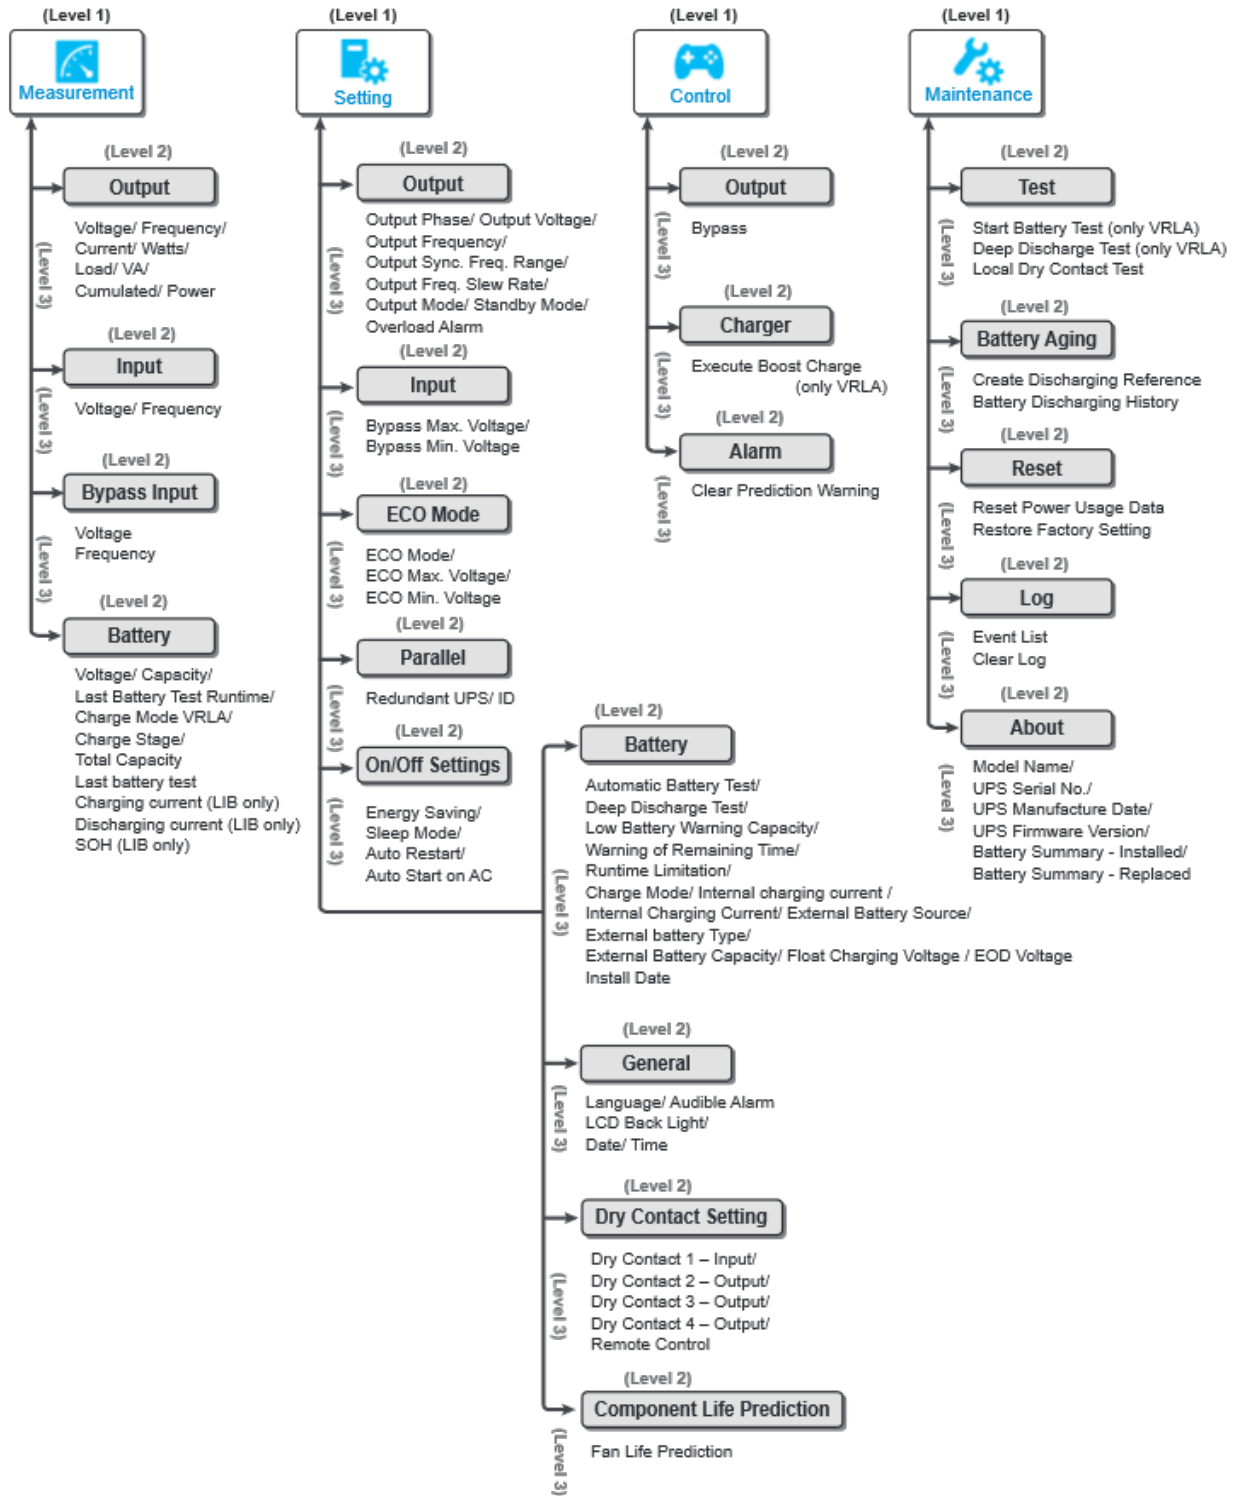 (Level 1)
Measurement
(Level 2)
Output
(Level 3)
Voltage/ Frequency/
Current/ Watts/
Load/ VA/
Cumulated/ Power
(Level 2)
Input
(Level 3)
Voltage/ Frequency
(Level 2)
Bypass Input
(Level 3)
Voltage
Frequency
(Level 2)
Battery
Voltage/ Capacity/
Last Battery Test Runtime/
Charge Mode VRLA/
Charge Stage/
Total Capacity
Last battery test
Charging current (LIB only)
Discharging current (LIB only)
SOH (LIB only)
(Level 1)
Setting
(Level 2)
Output
(Level 3)
Output Phase/ Output Voltage/
Output Frequency/
Output Sync. Freq. Range/
Output Freq. Slew Rate/
Output Mode/ Standby Mode/
Overload Alarm
(Level 2)
Input
(Level 3)
Bypass Max. Voltage/
Bypass Min. Voltage
(Level 2)
ECO Mode
(Level 3)
ECO Mode/
ECO Max. Voltage/
ECO Min. Voltage
(Level 2)
Parallel
(Level 3)
Redundant UPS/ ID
(Level 2)
On/Off Settings
(Level 3)
Energy Saving/
Sleep Mode/
Auto Restart/
Auto Start on AC
(Level 2)
Battery
(Level 3)
Automatic Battery Test/
Deep Discharge Test/
Low Battery Warning Capacity/
Warning of Remaining Time/
Runtime Limitation/
Charge Mode/ Internal charging current /
Internal Charging Current/ External Battery Source/
External battery Type/
External Battery Capacity/ Float Charging Voltage / EOD Voltage
Install Date
(Level 2)
General
(Level 3)
Language/ Audible Alarm
LCD Back Light/
Date/ Time
(Level 2)
Dry Contact Setting
(Level 3)
Dry Contact 1 – Input/
Dry Contact 2 – Output/
Dry Contact 3 – Output/
Dry Contact 4 – Output/
Remote Control
(Level 2)
Component Life Prediction
(Level 3)
Fan Life Prediction
(Level 1)
Control
(Level 2)
Output
(Level 3)
Bypass
(Level 2)
Charger
(Level 3)
Execute Boost Charge
(only VRLA)
(Level 2)
Alarm
(Level 3)
Clear Prediction Warning
(Level 1)
Maintenance
(Level 2)
Test
(Level 3)
Start Battery Test (only VRLA)
Deep Discharge Test (only VRLA)
Local Dry Contact Test
(Level 2)
Battery Aging
(Level 3)
Create Discharging Reference
Battery Discharging History
(Level 2)
Reset
(Level 3)
Reset Power Usage Data
Restore Factory Setting
(Level 2)
Log
(Level 3)
Event List
Clear Log
(Level 2)
About
(Level 3)
Model Name/
UPS Serial No./
UPS Manufacture Date/
UPS Firmware Version/
Battery Summary - Installed/
Battery Summary - Replaced